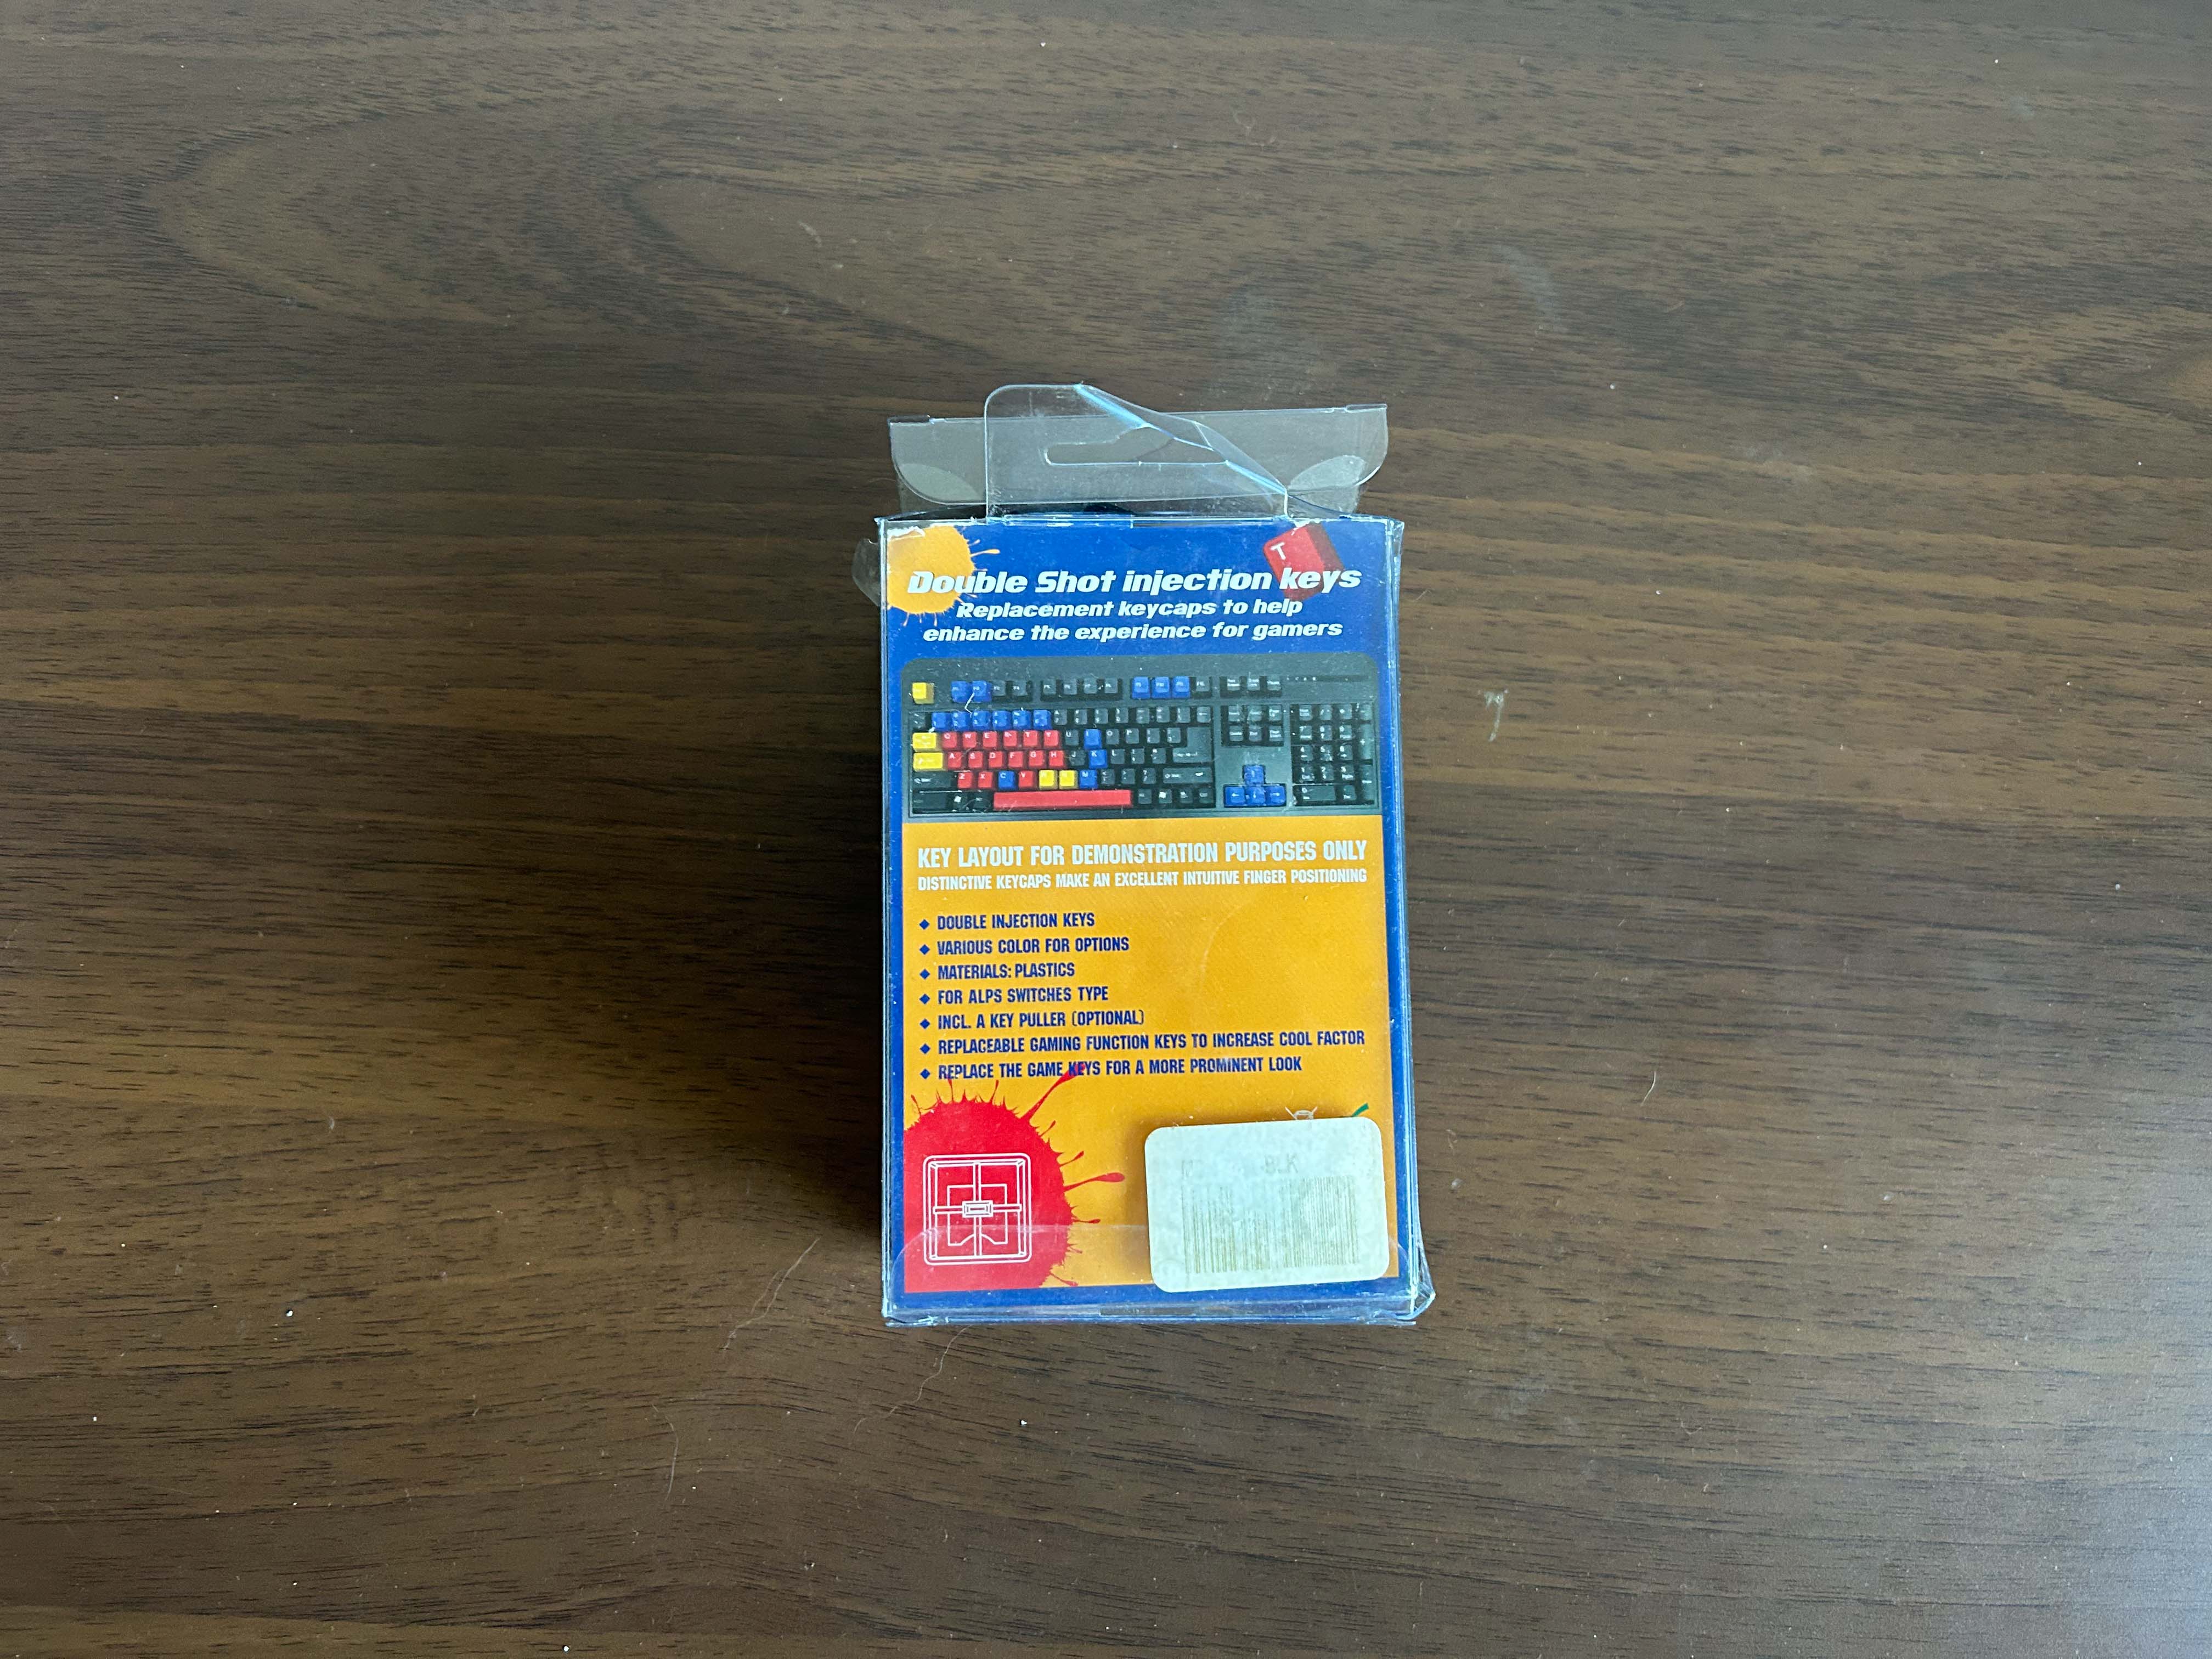 T
Double Shot injection keys
Replacement keycaps to help
enhance the experience for gamers
KEY LAYOUT FOR DEMONSTRATION PURPOSES ONLY
DISTINCTIVE KEYCAPS MAKE AN EXCELLENT INTUITIVE FINGER POSITIONING
DOUBLE INJECTION KEYS
VARIOUS COLOR FOR OPTIONS
MATERIALS: PLASTICS
FOR ALPS SWITCHES TYPE
INCL. A KEY PULLER (OPTIONAL)
REPLACEABLE GAMING FUNCTION KEYS TO INCREASE COOL FACTOR
REPLACE THE GAME KEYS FOR A MORE PROMINENT LOOK
BLK